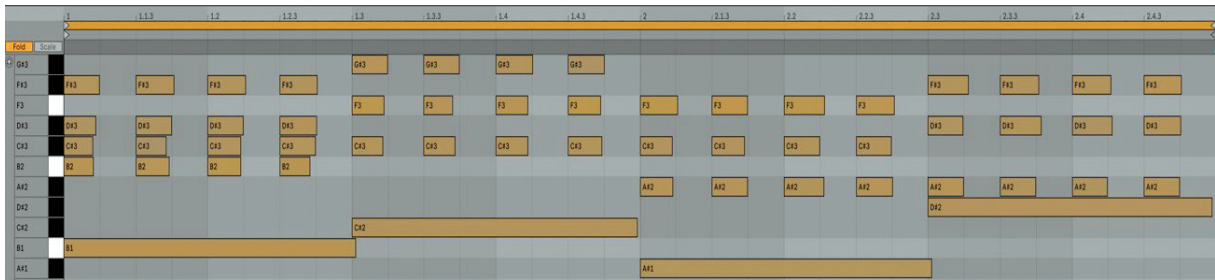 1 1.1.3 1.2 1.2.3 1.3 1.3.3 1.4 1.4.3 2 2.1.3 2.2 2.2.3 2.3 2.3.3 2.4 2.4.3
Fold Scale
G#3 G#3 G#3 G#3 G#3
F#3 F#3 F#3 F#3 F#3 F#3 F#3 F#3 F#3
F3 F3 F3 F3 F3 F3 F3 F3 F3
D#3 D#3 D#3 D#3 D#3 D#3 D#3 D#3 D#3
C#3 C#3 C#3 C#3 C#3 C#3 C#3 C#3 C#3 C#3 C#3 C#3 C#3
B2 B2 B2 B2 B2
A#2 A#2 A#2 A#2 A#2 A#2 A#2 A#2 A#2
D#2 D#2
C#2 C#2
B1 B1
A#1 A#1